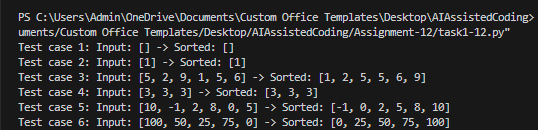 PS C:\Users\Admin\OneDrive\Documents\Custom Office Templates\Desktop\AIAssistedCoding>
uments/Custom Office Templates/Desktop/AIAssistedCoding/Assignment-12/task1-12.py"
Test case 1: Input: [] -> Sorted: []
Test case 2: Input: [1] -> Sorted: [1]
Test case 3: Input: [5, 2, 9, 1, 5, 6] -> Sorted: [1, 2, 5, 5, 6, 9]
Test case 4: Input: [3, 3, 3] -> Sorted: [3, 3, 3]
Test case 5: Input: [10, -1, 2, 8, 0, 5] -> Sorted: [-1, 0, 2, 5, 8, 10]
Test case 6: Input: [100, 50, 25, 75, 0] -> Sorted: [0, 25, 50, 75, 100]